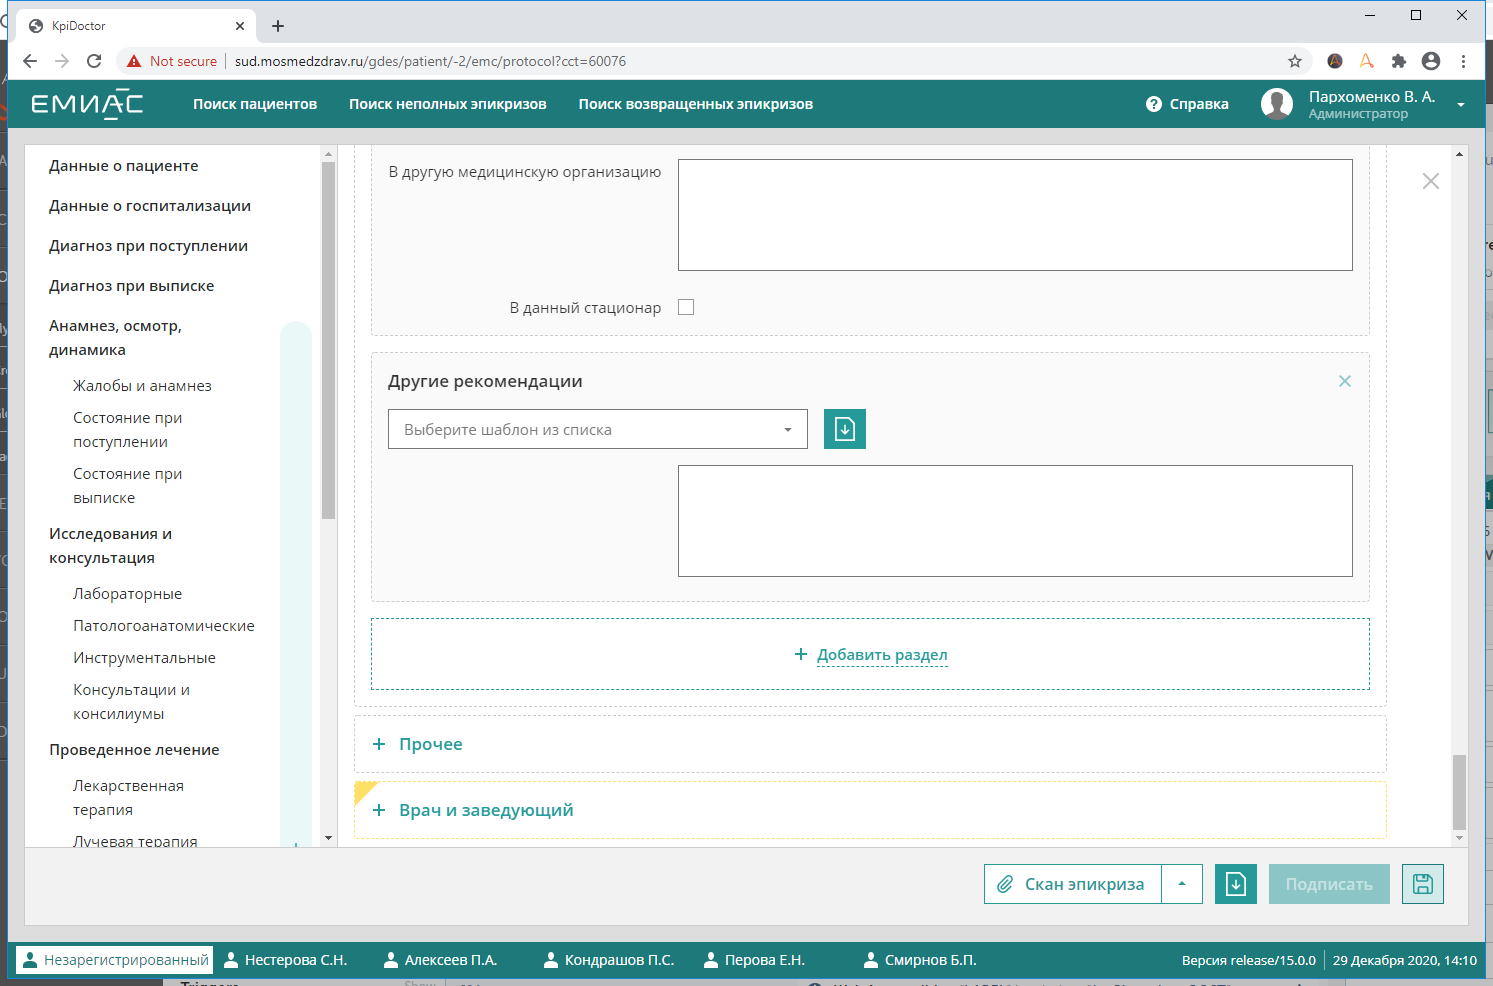 KpiDoctor
Not secure
sud.mosmedzdrav.ru/gdes/patient/-2/emc/protocol?cct=60076
ЕМИАС
Поиск пациентов
Поиск неполных эпикризов
Поиск возвращенных эпикризов
Справка
Пархоменко В. А.
Администратор
Данные о пациенте
Данные о госпитализации
Диагноз при поступлении
Диагноз при выписке
Анамнез, осмотр,
динамика
Жалобы и анамнез
Состояние при
поступлении
Состояние при
выписке
Исследования и
консультация
Лабораторные
Патологоанатомические
Инструментальные
Консультации и
консилиумы
Проведенное лечение
Лекарственная
терапия
Лучевая терапия
В другую медицинскую организацию
В данный стационар
Другие рекомендации
Выберите шаблон из списка
Добавить раздел
Прочее
Врач и заведующий
Скан эпикриза
Подписать
Незарегистрированный
Нестерова С.Н.
Алексеев П.А.
Кондрашов П.С.
Перова Е.Н.
Смирнов Б.П.
Версия release/15.0.0
29 Декабря 2020, 14:10